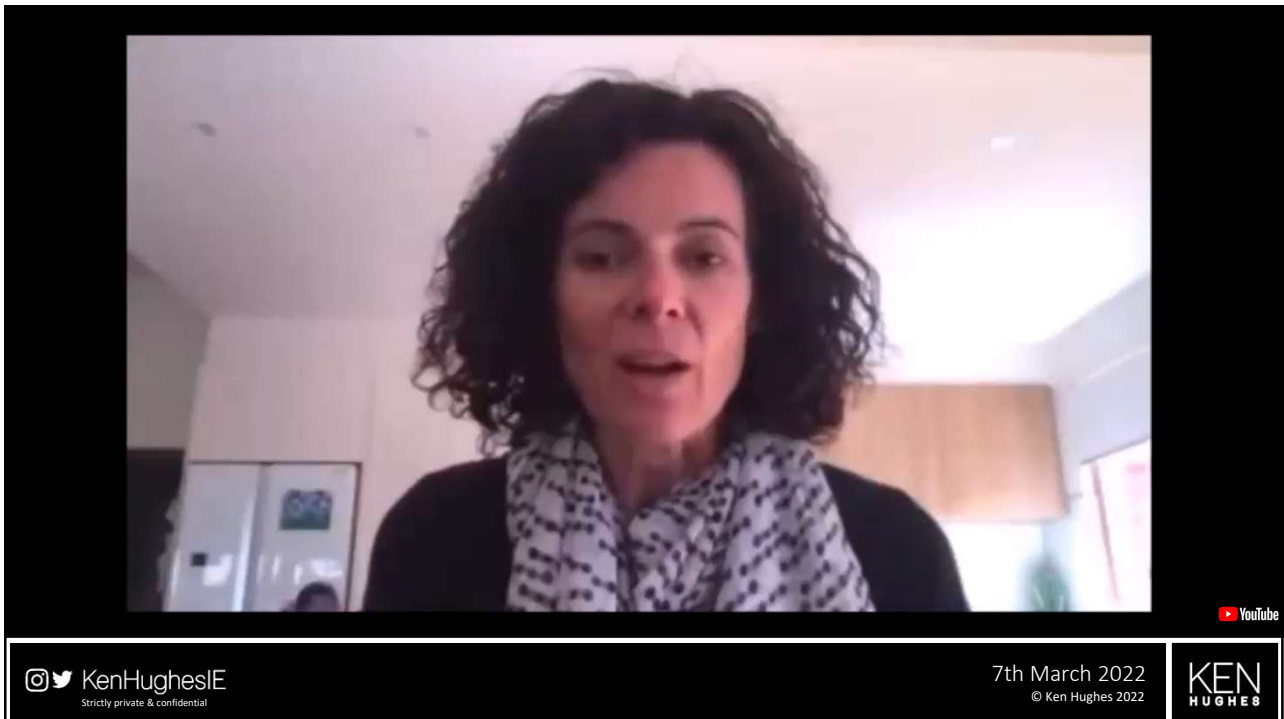 YouTube
KenHughesIE
Strictly private & confidential
7th March 2022
© Ken Hughes 2022
KEN
HUGHES